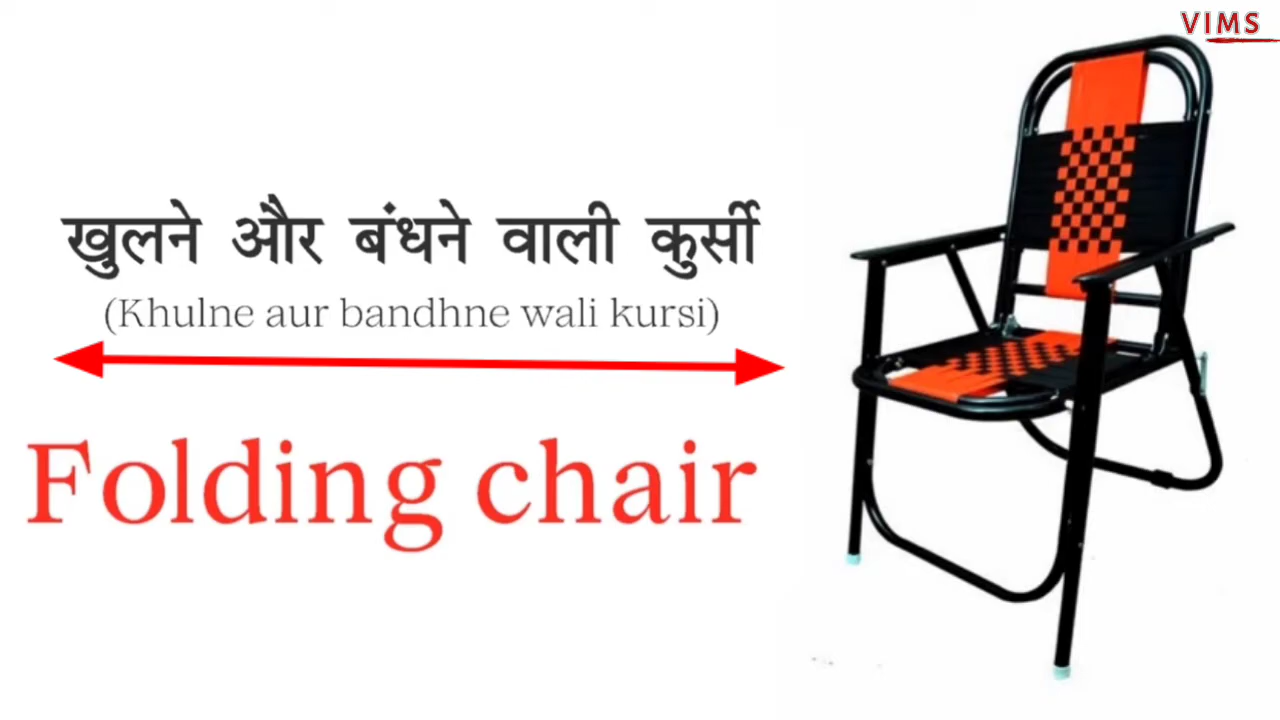 VIMS
खुलने और बंधने वाली कुर्सी
(Khulne aur bandhne wali kursi)
Folding chair